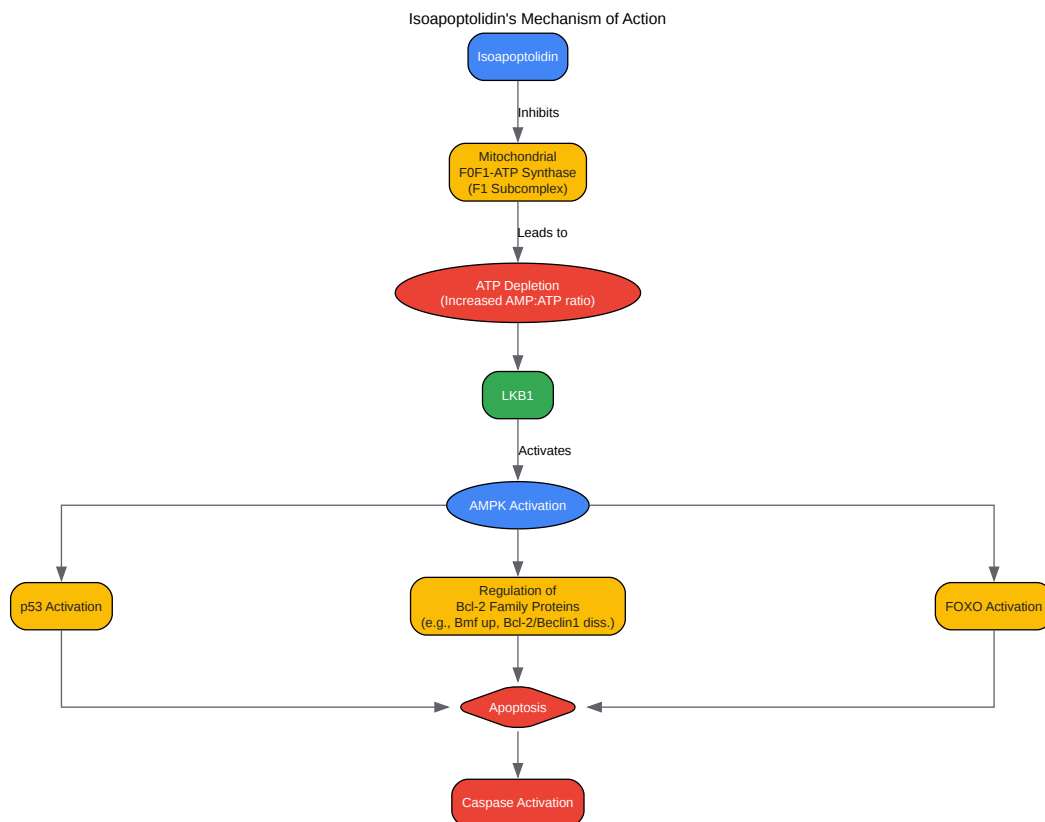 Isoapoptolidin's Mechanism of Action
Isoapoptolidin
Inhibits
Mitochondrial
F0F1-ATP Synthase
(F1 Subcomplex)
Leads to
ATP Depletion
(Increased AMP:ATP ratio)
LKB1
Activates
AMPK Activation
p53 Activation
Regulation of
Bcl-2 Family Proteins
(e.g., Bmf up, Bcl-2/Beclin1 diss.)
FOXO Activation
Apoptosis
Caspase Activation